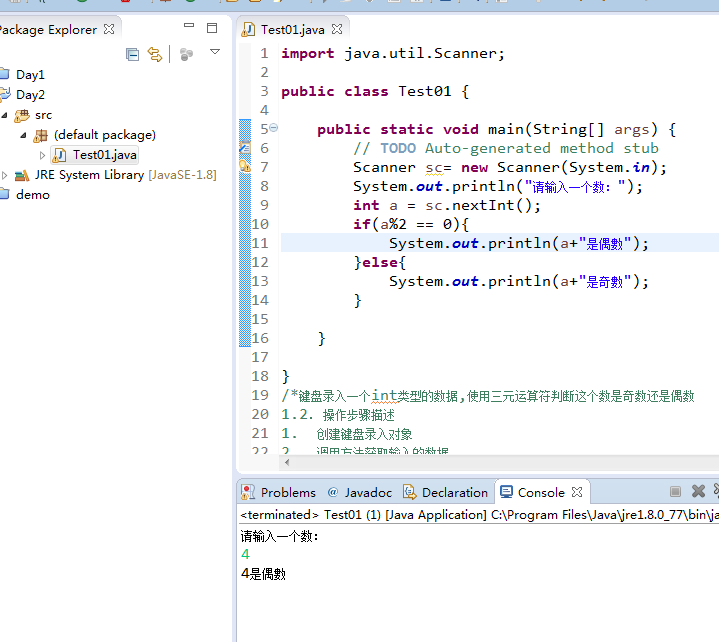 Package Explorer
Day1
Day2
src
(default package)
Test01.java
JRE System Library [JavaSE-1.8]
demo
Test01.java
1 import java.util.Scanner;
2
3 public class Test01 {
4
5 public static void main(String[] args) {
6 // TODO Auto-generated method stub
7 Scanner sc= new Scanner(System.in);
8 System.out.println("请输入一个数：");
9 int a = sc.nextInt();
10 if(a%2 == 0){
11 System.out.println(a+"是偶數");
12 }else{
13 System.out.println(a+"是奇數");
14 }
15
16 }
17
18 }
19 /*键盘录入一个int类型的数据,使用三元运算符判断这个数是奇数还是偶数
20 1.2. 操作步骤描述
21 1. 创建键盘录入对象
22 2. 调用方法获取输入的数据
Problems @ Javadoc Declaration Console
<terminated> Test01 (1) [Java Application] C:\Program Files\Java\jre1.8.0_77\bin\ja
请输入一个数：
4
4是偶數